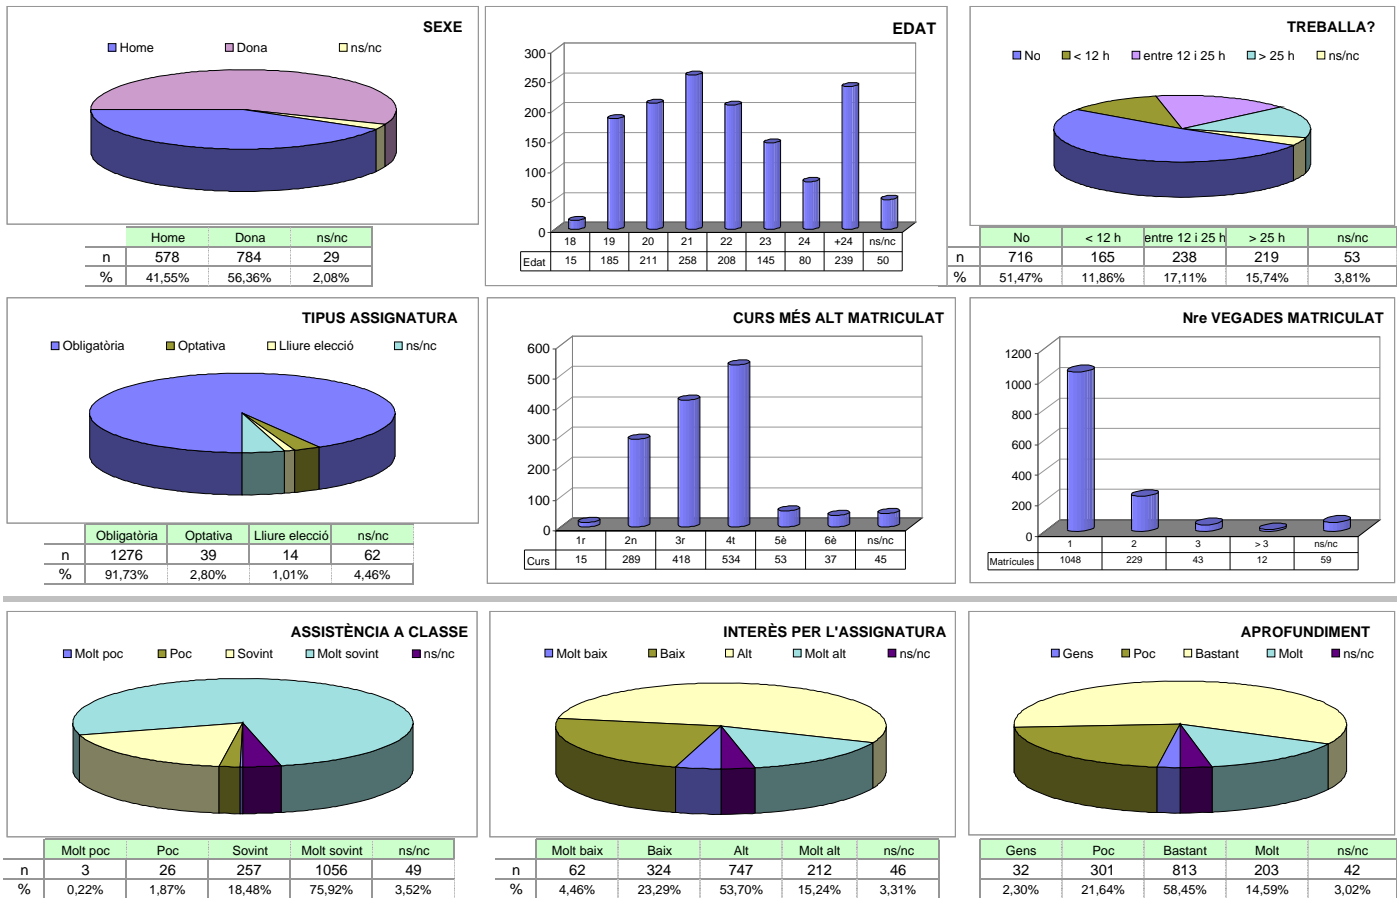 SEXE
Home Dona ns/nc
Home Dona ns/nc
n 578 784 29
% 41,55% 56,36% 2,08%
EDAT
300
250
200
150
100
50
0
18 19 20 21 22 23 24 +24 ns/nc
Edat 15 185 211 258 208 145 80 239 50
TREBALLA?
No < 12 h entre 12 i 25 h > 25 h ns/nc
No < 12 h entre 12 i 25 h > 25 h ns/nc
n 716 165 238 219 53
% 51,47% 11,86% 17,11% 15,74% 3,81%
TIPUS ASSIGNATURA
Obligatòria Optativa Lliure elecció ns/nc
Obligatòria Optativa Lliure elecció ns/nc
n 1276 39 14 62
% 91,73% 2,80% 1,01% 4,46%
CURS MÉS ALT MATRICULAT
600
500
400
300
200
100
0
1r 2n 3r 4t 5è 6è ns/nc
Curs 15 289 418 534 53 37 45
Nre VEGADES MATRICULAT
1200
1000
800
600
400
200
0
1 2 3 > 3 ns/nc
Matrícules 1048 229 43 12 59
ASSISTÈNCIA A CLASSE
Molt poc Poc Sovint Molt sovint ns/nc
Molt poc Poc Sovint Molt sovint ns/nc
n 3 26 257 1056 49
% 0,22% 1,87% 18,48% 75,92% 3,52%
INTERÈS PER L'ASSIGNATURA
Molt baix Baix Alt Molt alt ns/nc
Molt baix Baix Alt Molt alt ns/nc
n 62 324 747 212 46
% 4,46% 23,29% 53,70% 15,24% 3,31%
APROFUNDIMENT
Gens Poc Bastant Molt ns/nc
Gens Poc Bastant Molt ns/nc
32 301 813 203 42
2,30% 21,64% 58,45% 14,59% 3,02%